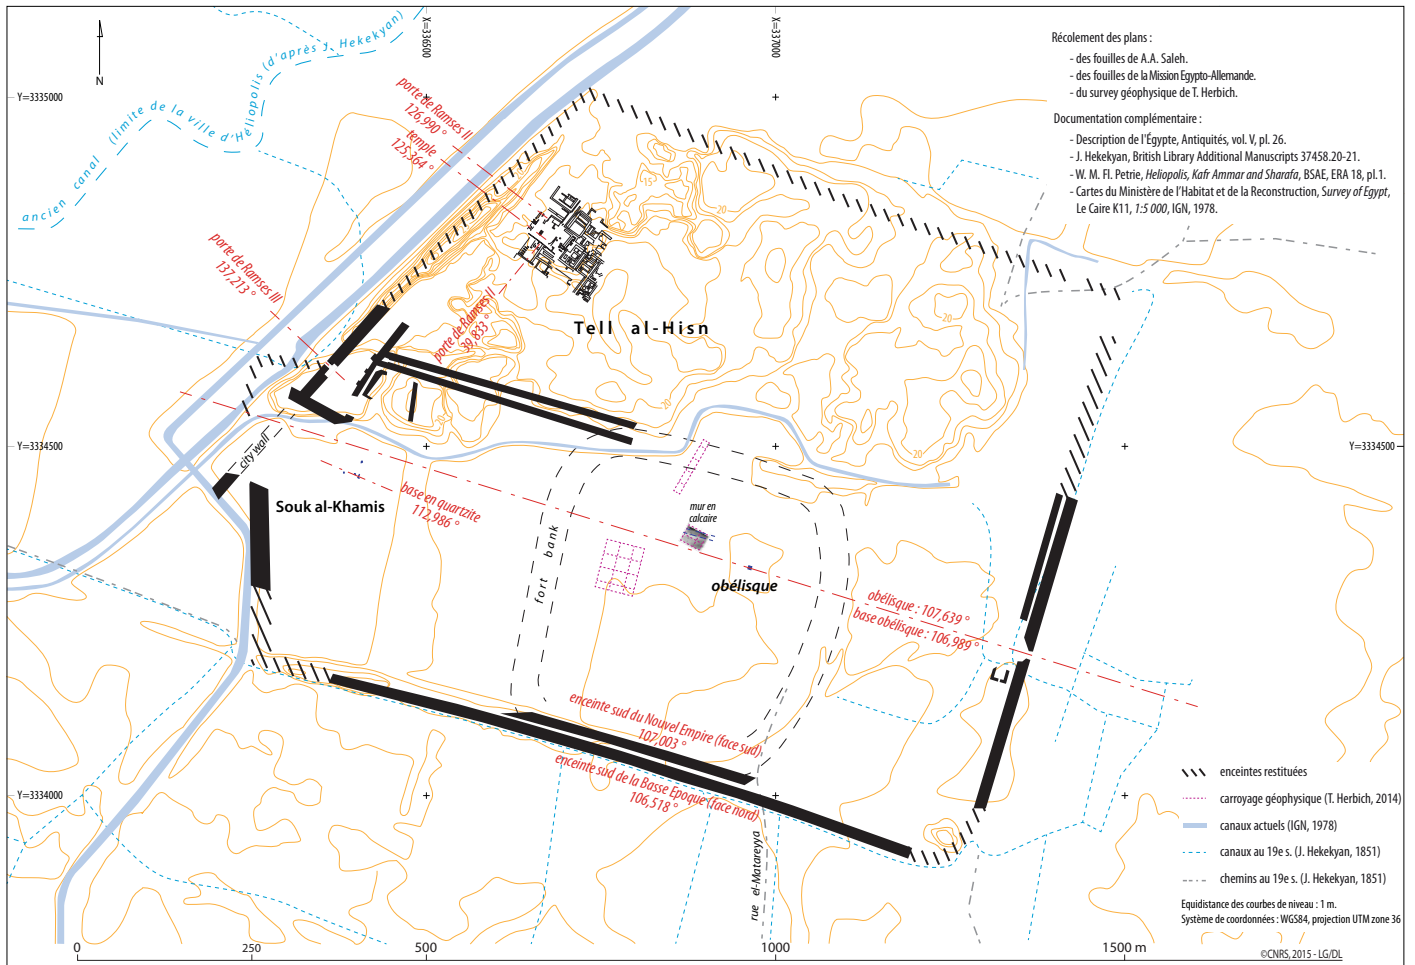 X=336500
X=337000
Y=3335000
Y=3334500
Y=3334500
Y=3334000
N
ancien canal (limite de la ville d'Héliopolis (d'après J. Hekekyan)
porte de Ramses II
126,990 °
temple
125,364 °
porte de Ramses III
137,213 °
porte de Ramses II
39,833 °
Tell al-Hisn
15
20
20
20
20
20
20
city wall
Souk al-Khamis
base en quartzite
112,986 °
fort bank
mur en
calcaire
obélisque
obélisque : 107,639 °
base obélisque : 106,989 °
enceinte sud du Nouvel Empire (face sud)
107,003 °
enceinte sud de la Basse Epoque (face nord)
106,518 °
rue el-Matareyya
Récolement des plans :
- des fouilles de A.A. Saleh.
- des fouilles de la Mission Egypto-Allemande.
- du survey géophysique de T. Herbich.
Documentation complémentaire :
- Description de l'Égypte, Antiquités, vol. V, pl. 26.
- J. Hekekyan, British Library Additional Manuscripts 37458.20-21.
- W. M. Fl. Petrie, Heliopolis, Kafr Ammar and Sharafa, BSAE, ERA 18, pl.1.
- Cartes du Ministère de l'Habitat et de la Reconstruction, Survey of Egypt,
Le Caire K11, 1:5 000, IGN, 1978.
enceintes restituées
carroyage géophysique (T. Herbich, 2014)
canaux actuels (IGN, 1978)
canaux au 19e s. (J. Hekekyan, 1851)
chemins au 19e s. (J. Hekekyan, 1851)
Equidistance des courbes de niveau : 1 m.
Système de coordonnées : WGS84, projection UTM zone 36
0 250 500 1000 1500 m
©CNRS, 2015 - LG/DL